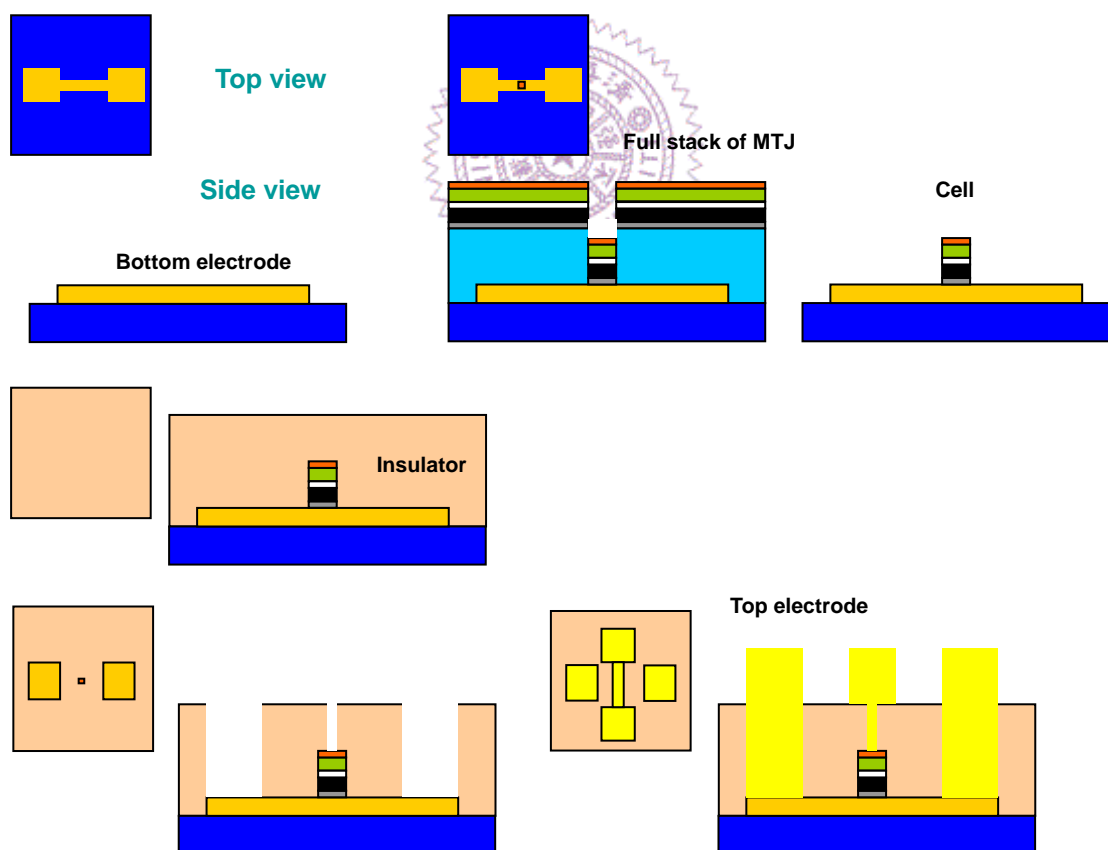 Top view
Full stack of MTJ
Side view
Cell
Bottom electrode
Insulator
Top electrode